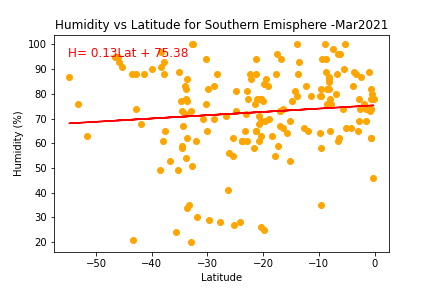 Humidity vs Latitude for Southern Emisphere -Mar2021
H= 0.13Lat + 75.38
Humidity (%)
100
90
80
70
60
50
40
30
20
−50 −40 −30 −20 −10 0
Latitude